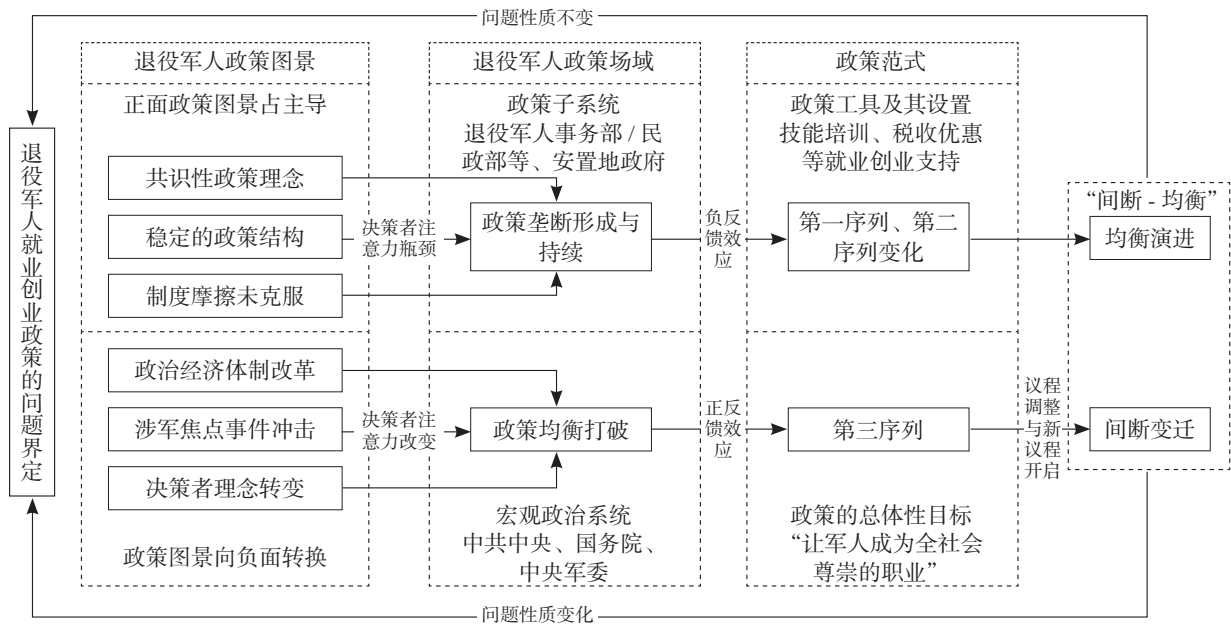 问题性质不变
退役军人政策图景
退役军人政策场域
政策范式
正面政策图景占主导
政策子系统
退役军人事务部 / 民
政部等、安置地政府
政策工具及其设置
技能培训、税收优惠
等就业创业支持
退役军人就业创业政策的问题界定
共识性政策理念
稳定的政策结构
制度摩擦未克服
决策者注
意力瓶颈
政策垄断形成与
持续
负反
馈效
应
第一序列、第二
序列变化
“间断 - 均衡”
均衡演进
政治经济体制改革
涉军焦点事件冲击
决策者理念转变
决策者注
意力改变
政策均衡打破
正反
馈效
应
第三序列
议程
调整
与新
议程
开启
间断变迁
政策图景向负面转换
宏观政治系统
中共中央、国务院、
中央军委
政策的总体性目标
“让军人成为全社会
尊崇的职业”
问题性质变化